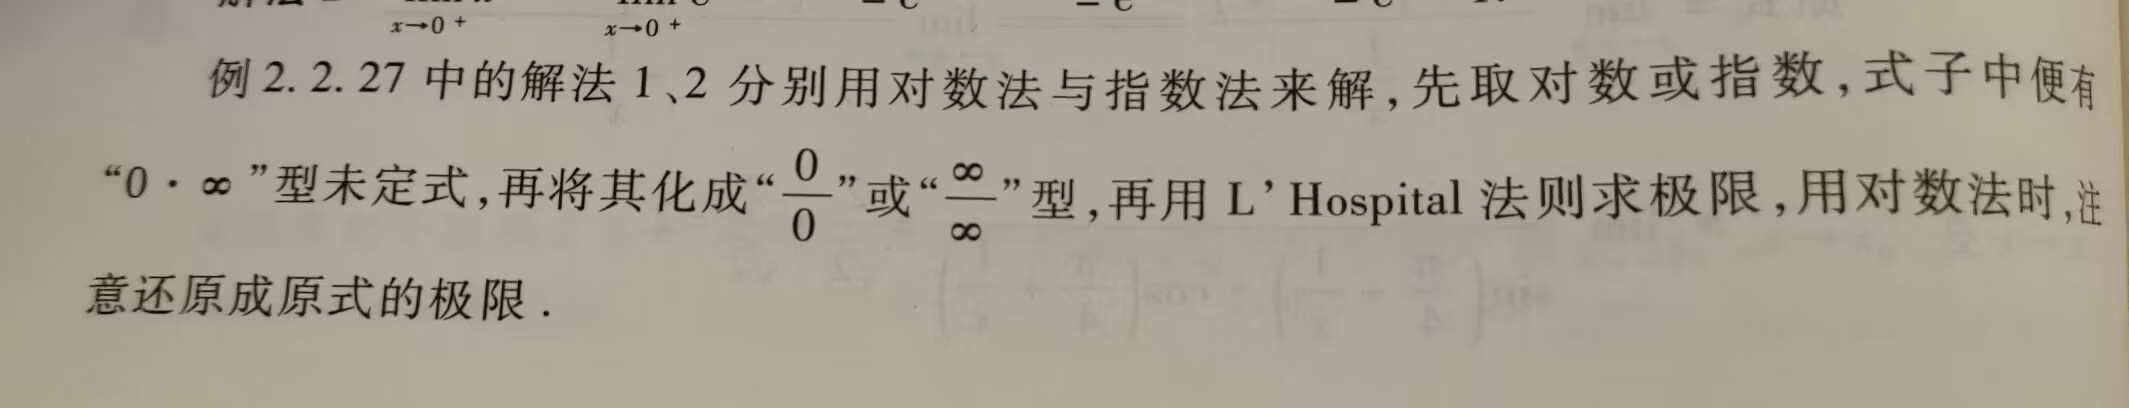 x→0⁺ x→0⁺
例 2.2.27 中的解法 1、2 分别用对数法与指数法来解,先取对数或指数,式子中便有
“0·∞”型未定式,再将其化成“0/0”或“∞/∞”型,再用 L’Hospital 法则求极限,用对数法时,注
意还原成原式的极限.